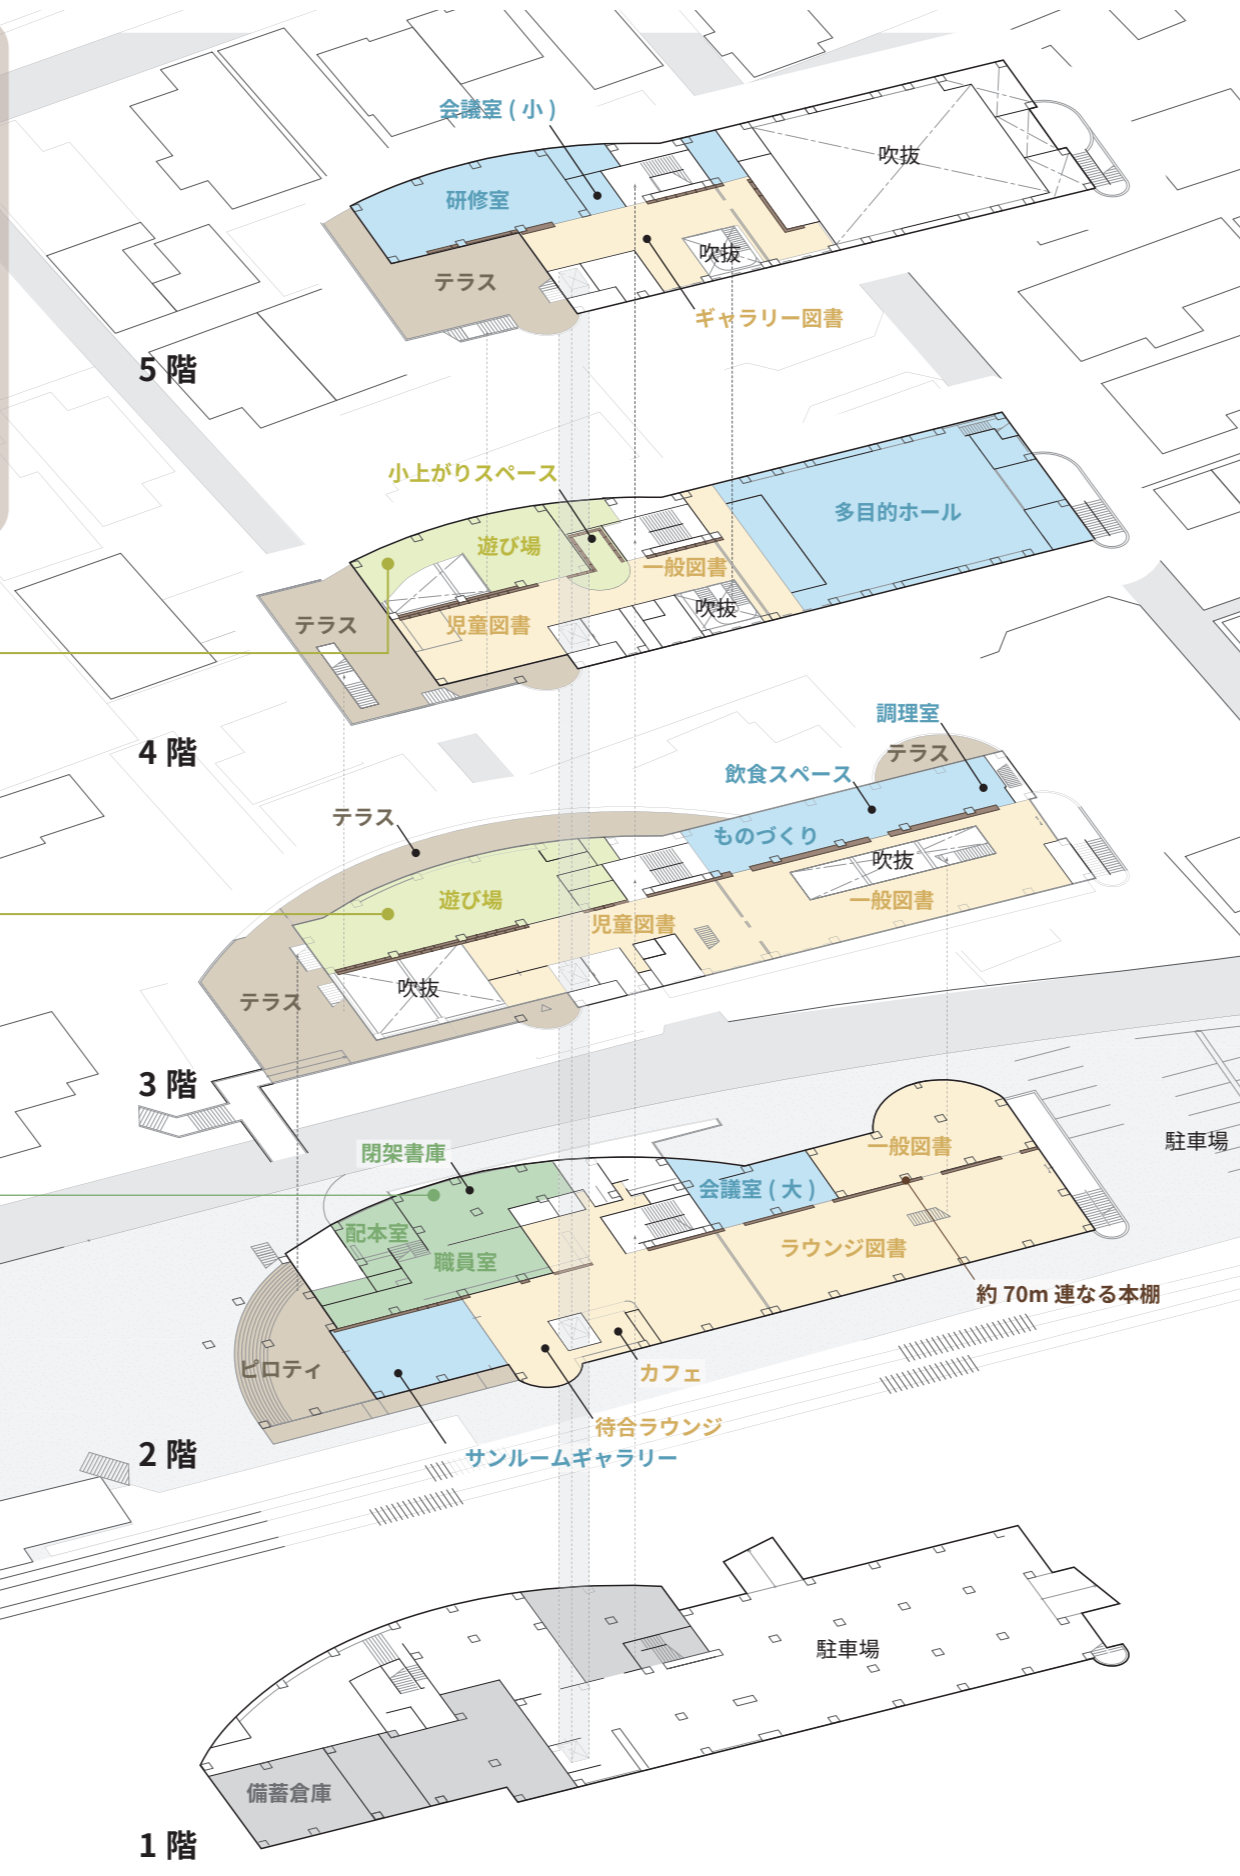 会議室 ( 小 )
吹抜
研修室
吹抜
テラス
ギャラリー図書
5 階
小上がりスペース
多目的ホール
遊び場
一般図書
吹抜
テラス
児童図書
4 階
調理室
テラス
飲食スペース
テラス
ものづくり
吹抜
遊び場
一般図書
児童図書
吹抜
テラス
3 階
駐車場
閉架書庫
一般図書
会議室 ( 大 )
配本室
ラウンジ図書
職員室
約 70m 連なる本棚
ピロティ
カフェ
待合ラウンジ
2 階
サンルームギャラリー
駐車場
備蓄倉庫
1 階